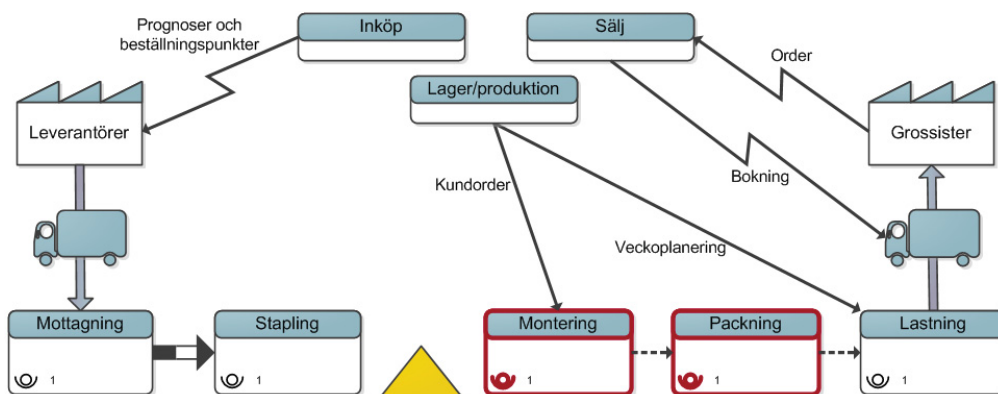 Prognoser och
beställningspunkter
Inköp
Sälj
Order
Lager/produktion
Leverantörer
Grossister
Kundorder
Bokning
Veckoplanering
Mottagning
1
Stapling
1
Montering
1
Packning
1
Lastning
1